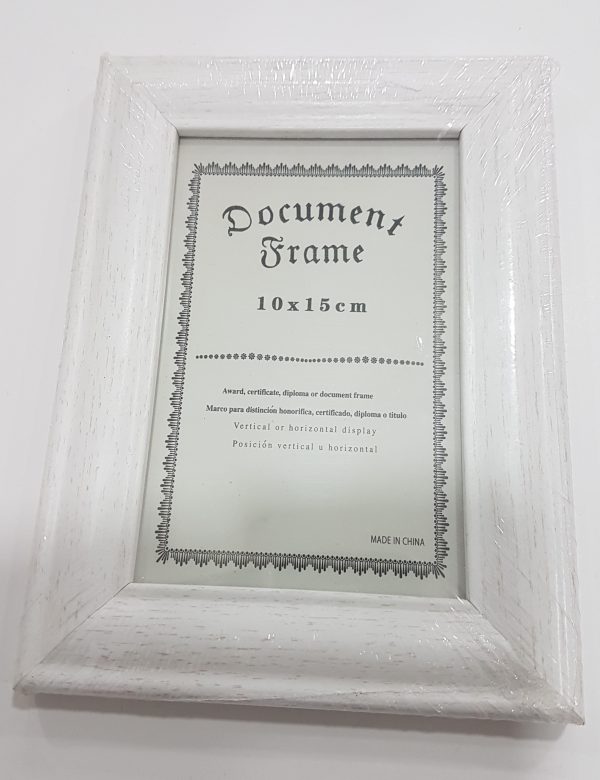 Document
Frame
10x15cm
Award, certificate, diploma or document frame
Marco para distinción honorífica, certificado, diploma o título
Vertical or horizontal display
Posición vertical u horizontal
MADE IN CHINA